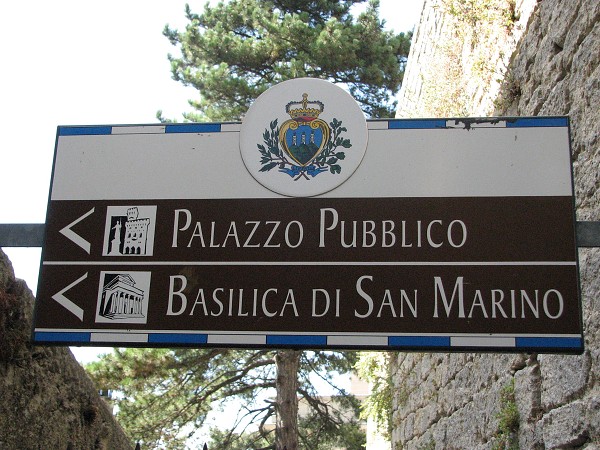 PALAZZO PUBBLICO
BASILICA DI SAN MARINO